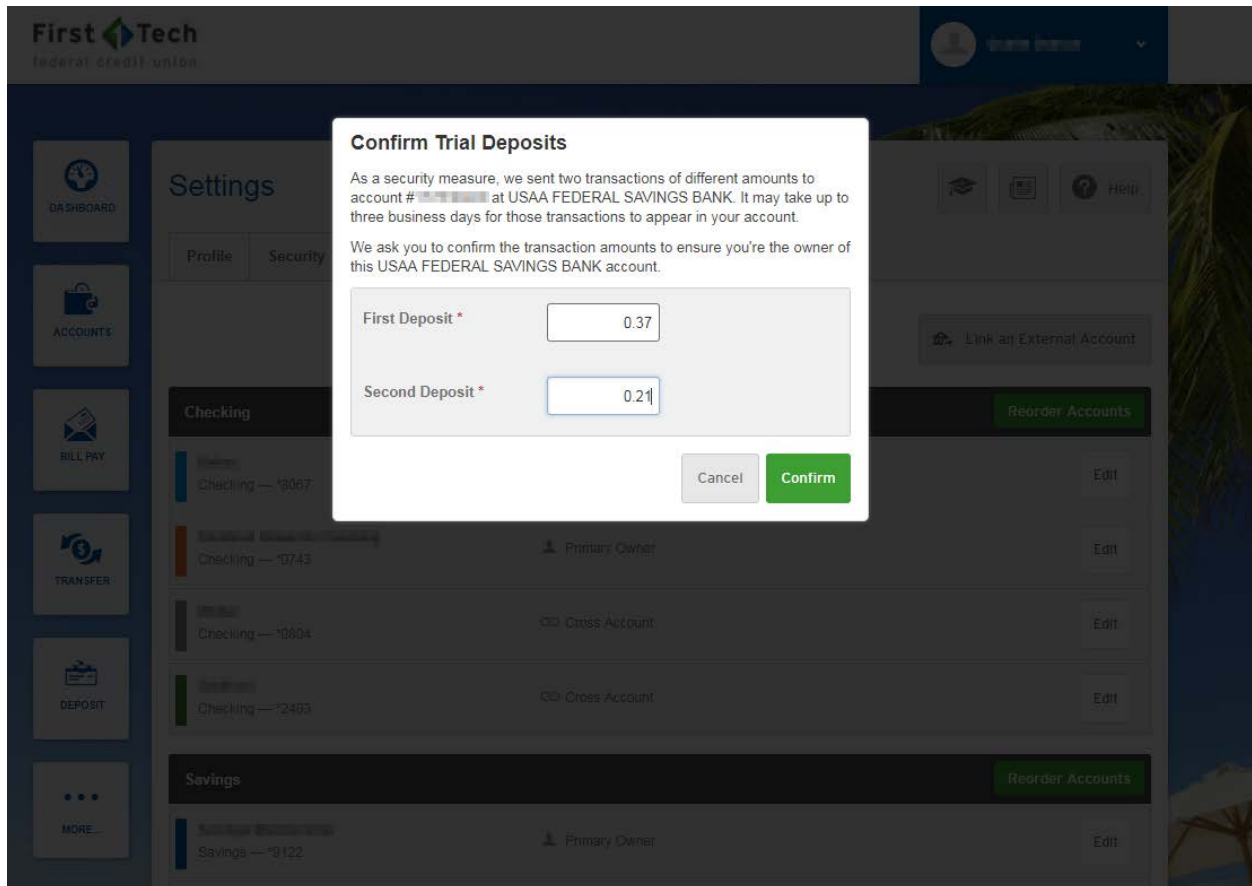 First Tech
federal credit union
DASHBOARD
ACCOUNTS
BILL PAY
TRANSFER
DEPOSIT
MORE...
Settings
Help
Profile
Security
Link an External Account
Confirm Trial Deposits
As a security measure, we sent two transactions of different amounts to
account # at USAA FEDERAL SAVINGS BANK. It may take up to
three business days for those transactions to appear in your account.
We ask you to confirm the transaction amounts to ensure you're the owner of
this USAA FEDERAL SAVINGS BANK account.
First Deposit * 0.37
Second Deposit * 0.21
Cancel Confirm
Checking Reorder Accounts
Checking — *8067 Edit
Checking — *9743 Primary Owner Edit
Checking — *0804 Cross Account Edit
Checking — *2493 Cross Account Edit
Savings Reorder Accounts
Savings — *9122 Primary Owner Edit